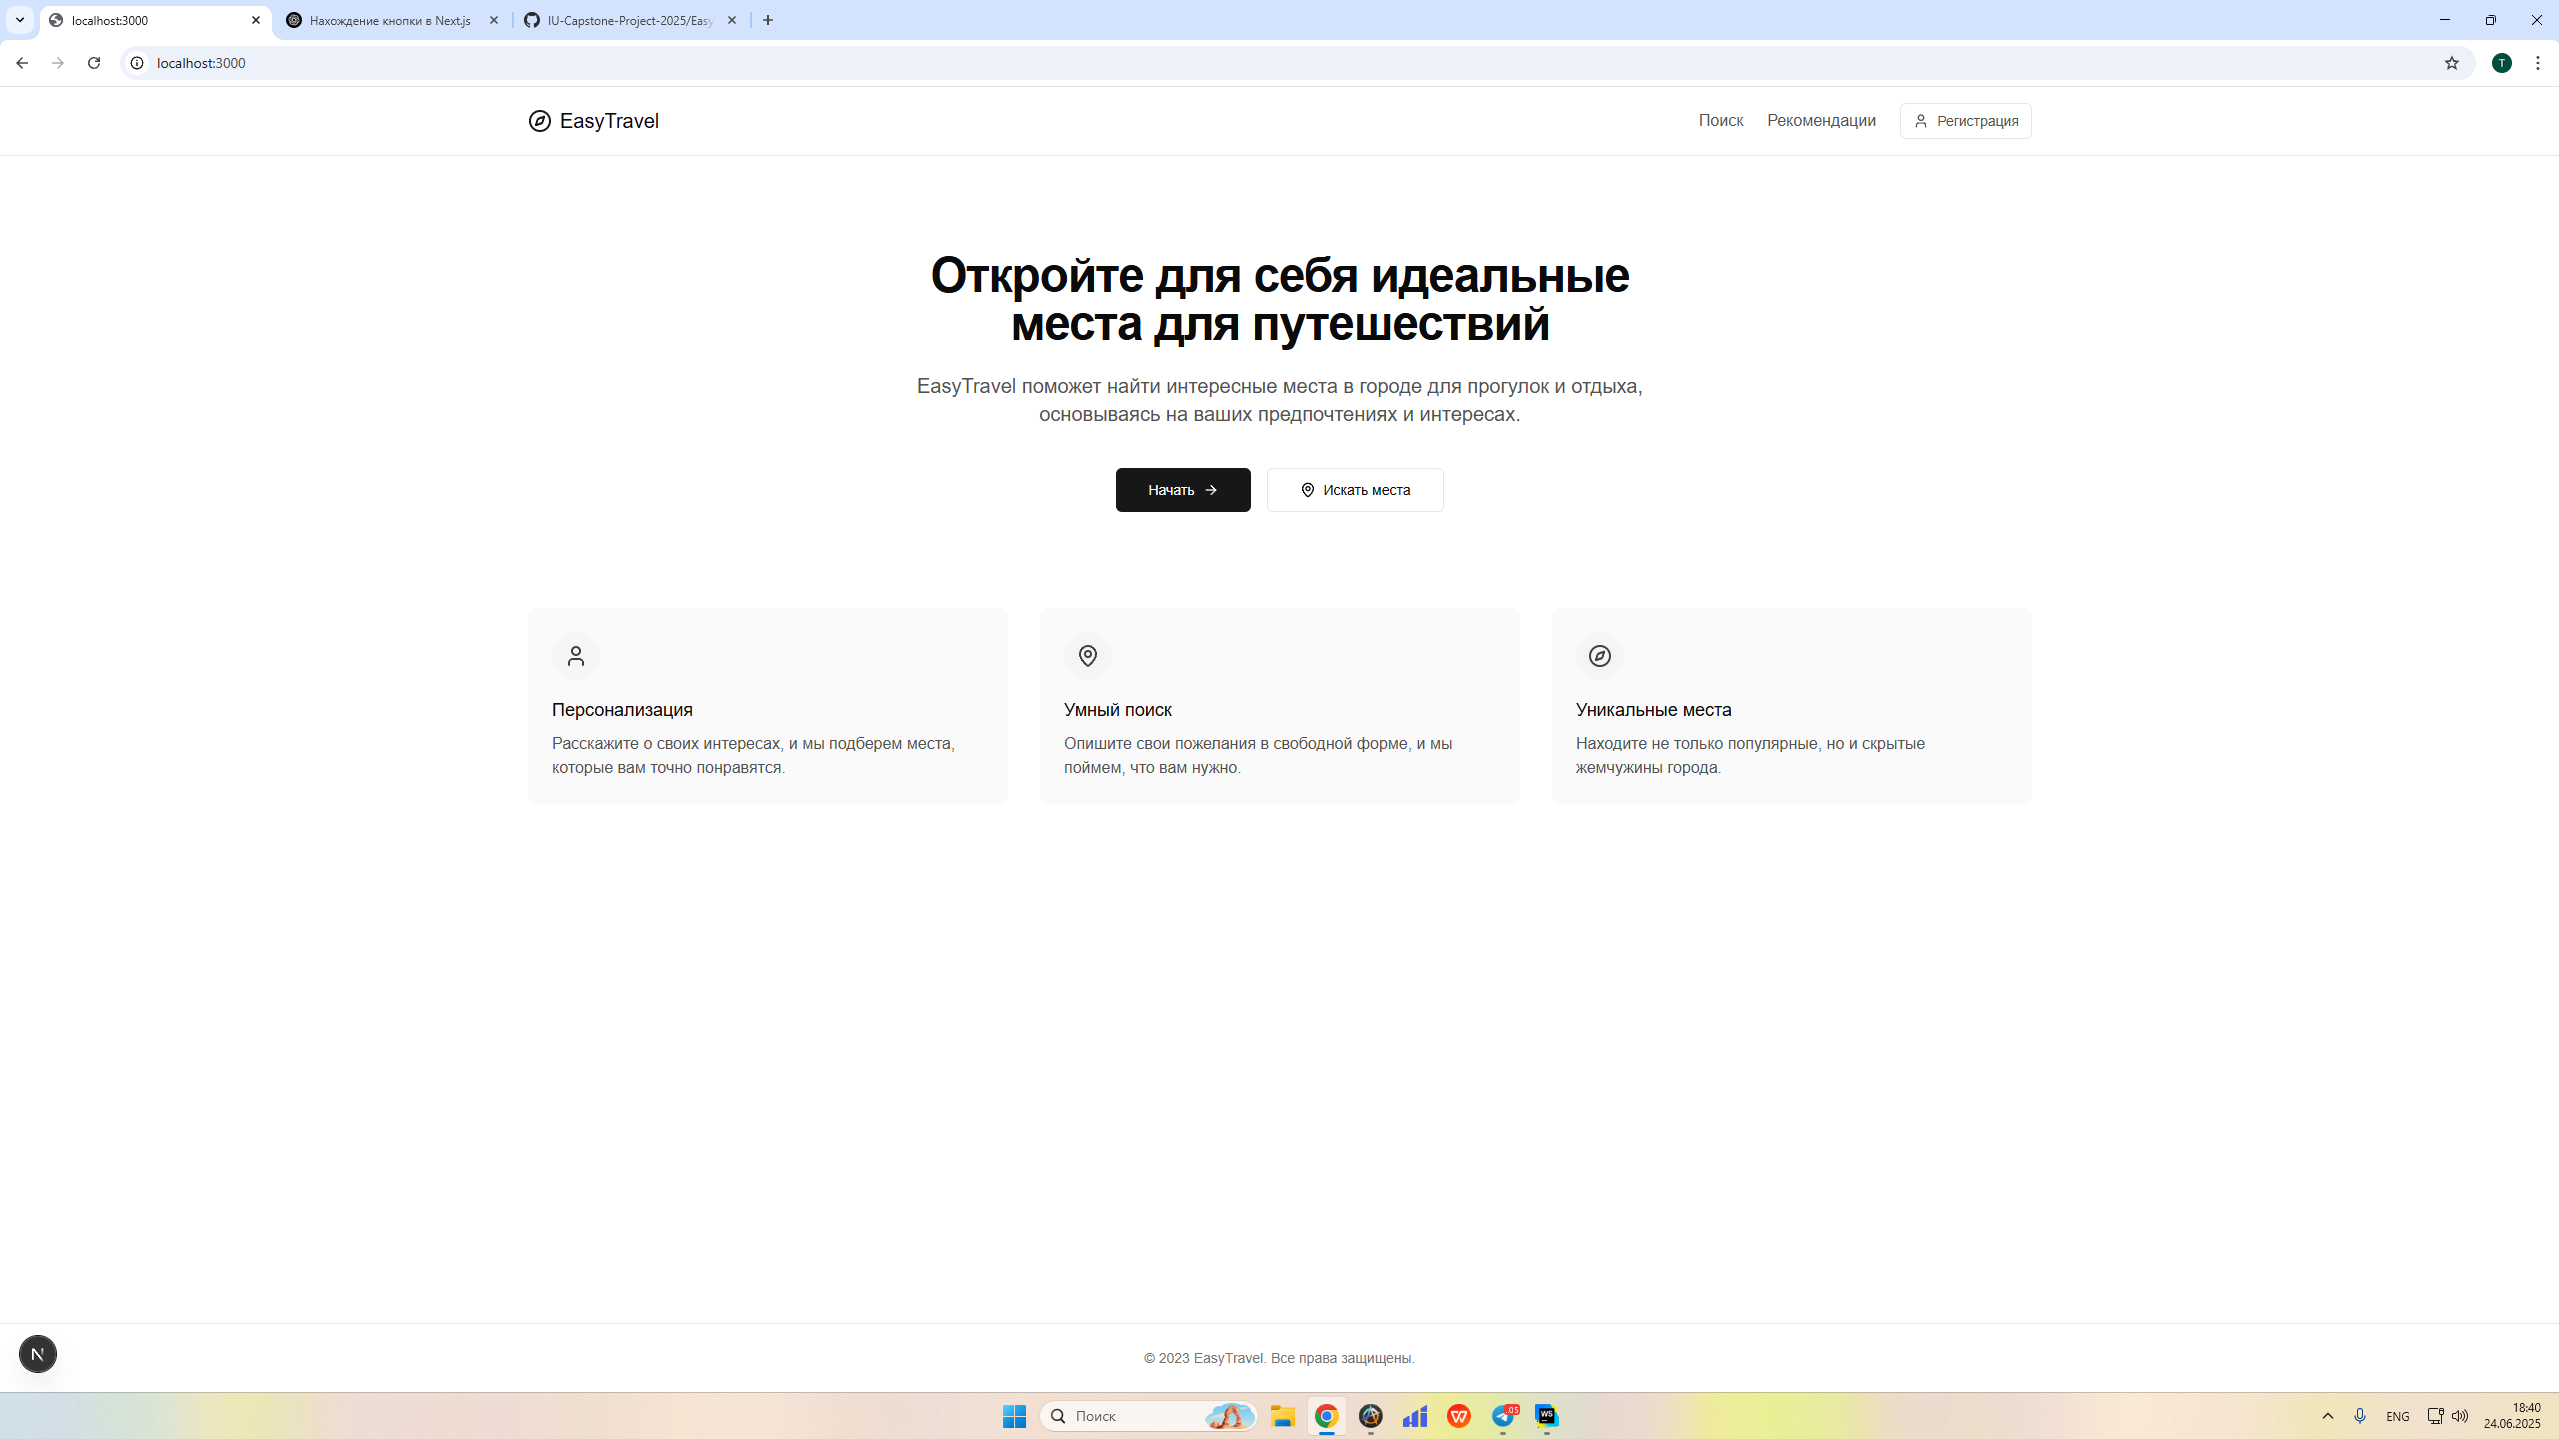 localhost:3000
Нахождение кнопки в Next.js
IU-Capstone-Project-2025/Easy
localhost:3000
T
EasyTravel
Поиск
Рекомендации
Регистрация
Откройте для себя идеальные
места для путешествий
EasyTravel поможет найти интересные места в городе для прогулок и отдыха,
основываясь на ваших предпочтениях и интересах.
Начать
Искать места
Персонализация
Расскажите о своих интересах, и мы подберем места,
которые вам точно понравятся.
Умный поиск
Опишите свои пожелания в свободной форме, и мы
поймем, что вам нужно.
Уникальные места
Находите не только популярные, но и скрытые
жемчужины города.
N
© 2023 EasyTravel. Все права защищены.
Поиск
WS
ENG
18:40
24.06.2025